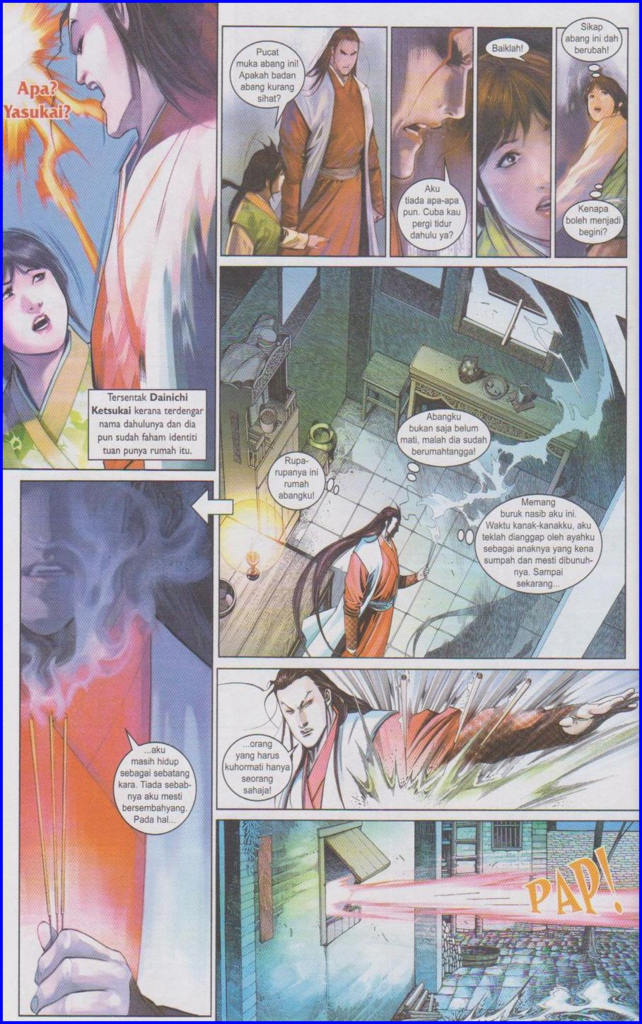 Apa?
Yasukai?
Tersentak Dainichi
Ketsukai kerana terdengar
nama dahulunya dan dia
pun sudah faham identiti
tuan punya rumah itu.
Pucat
muka abang ini!
Apakah badan
abang kurang
sihat?
Aku
tiada apa-apa
pun. Cuba kau
pergi tidur
dahulu ya?
Baiklah!
Sikap
abang ini dah
berubah!
Kenapa
boleh menjadi
begini?
Rupa-
rupanya ini
rumah
abangku!
Abangku
bukan saja belum
mati, malah dia sudah
berumahtangga!
Memang
buruk nasib aku ini.
Waktu kanak-kanakku, aku
teklah dianggap oleh ayahku
sebagai anaknya yang kena
sumpah dan mesti dibunuh-
nya. Sampai
sekarang...
...aku
masih hidup
sebagai sebatang
kara. Tiada sebab-
nya aku mesti
bersembahyang.
Pada hal...
...orang
yang harus
kuhormati hanya
seorang
sahaja!
PAP!